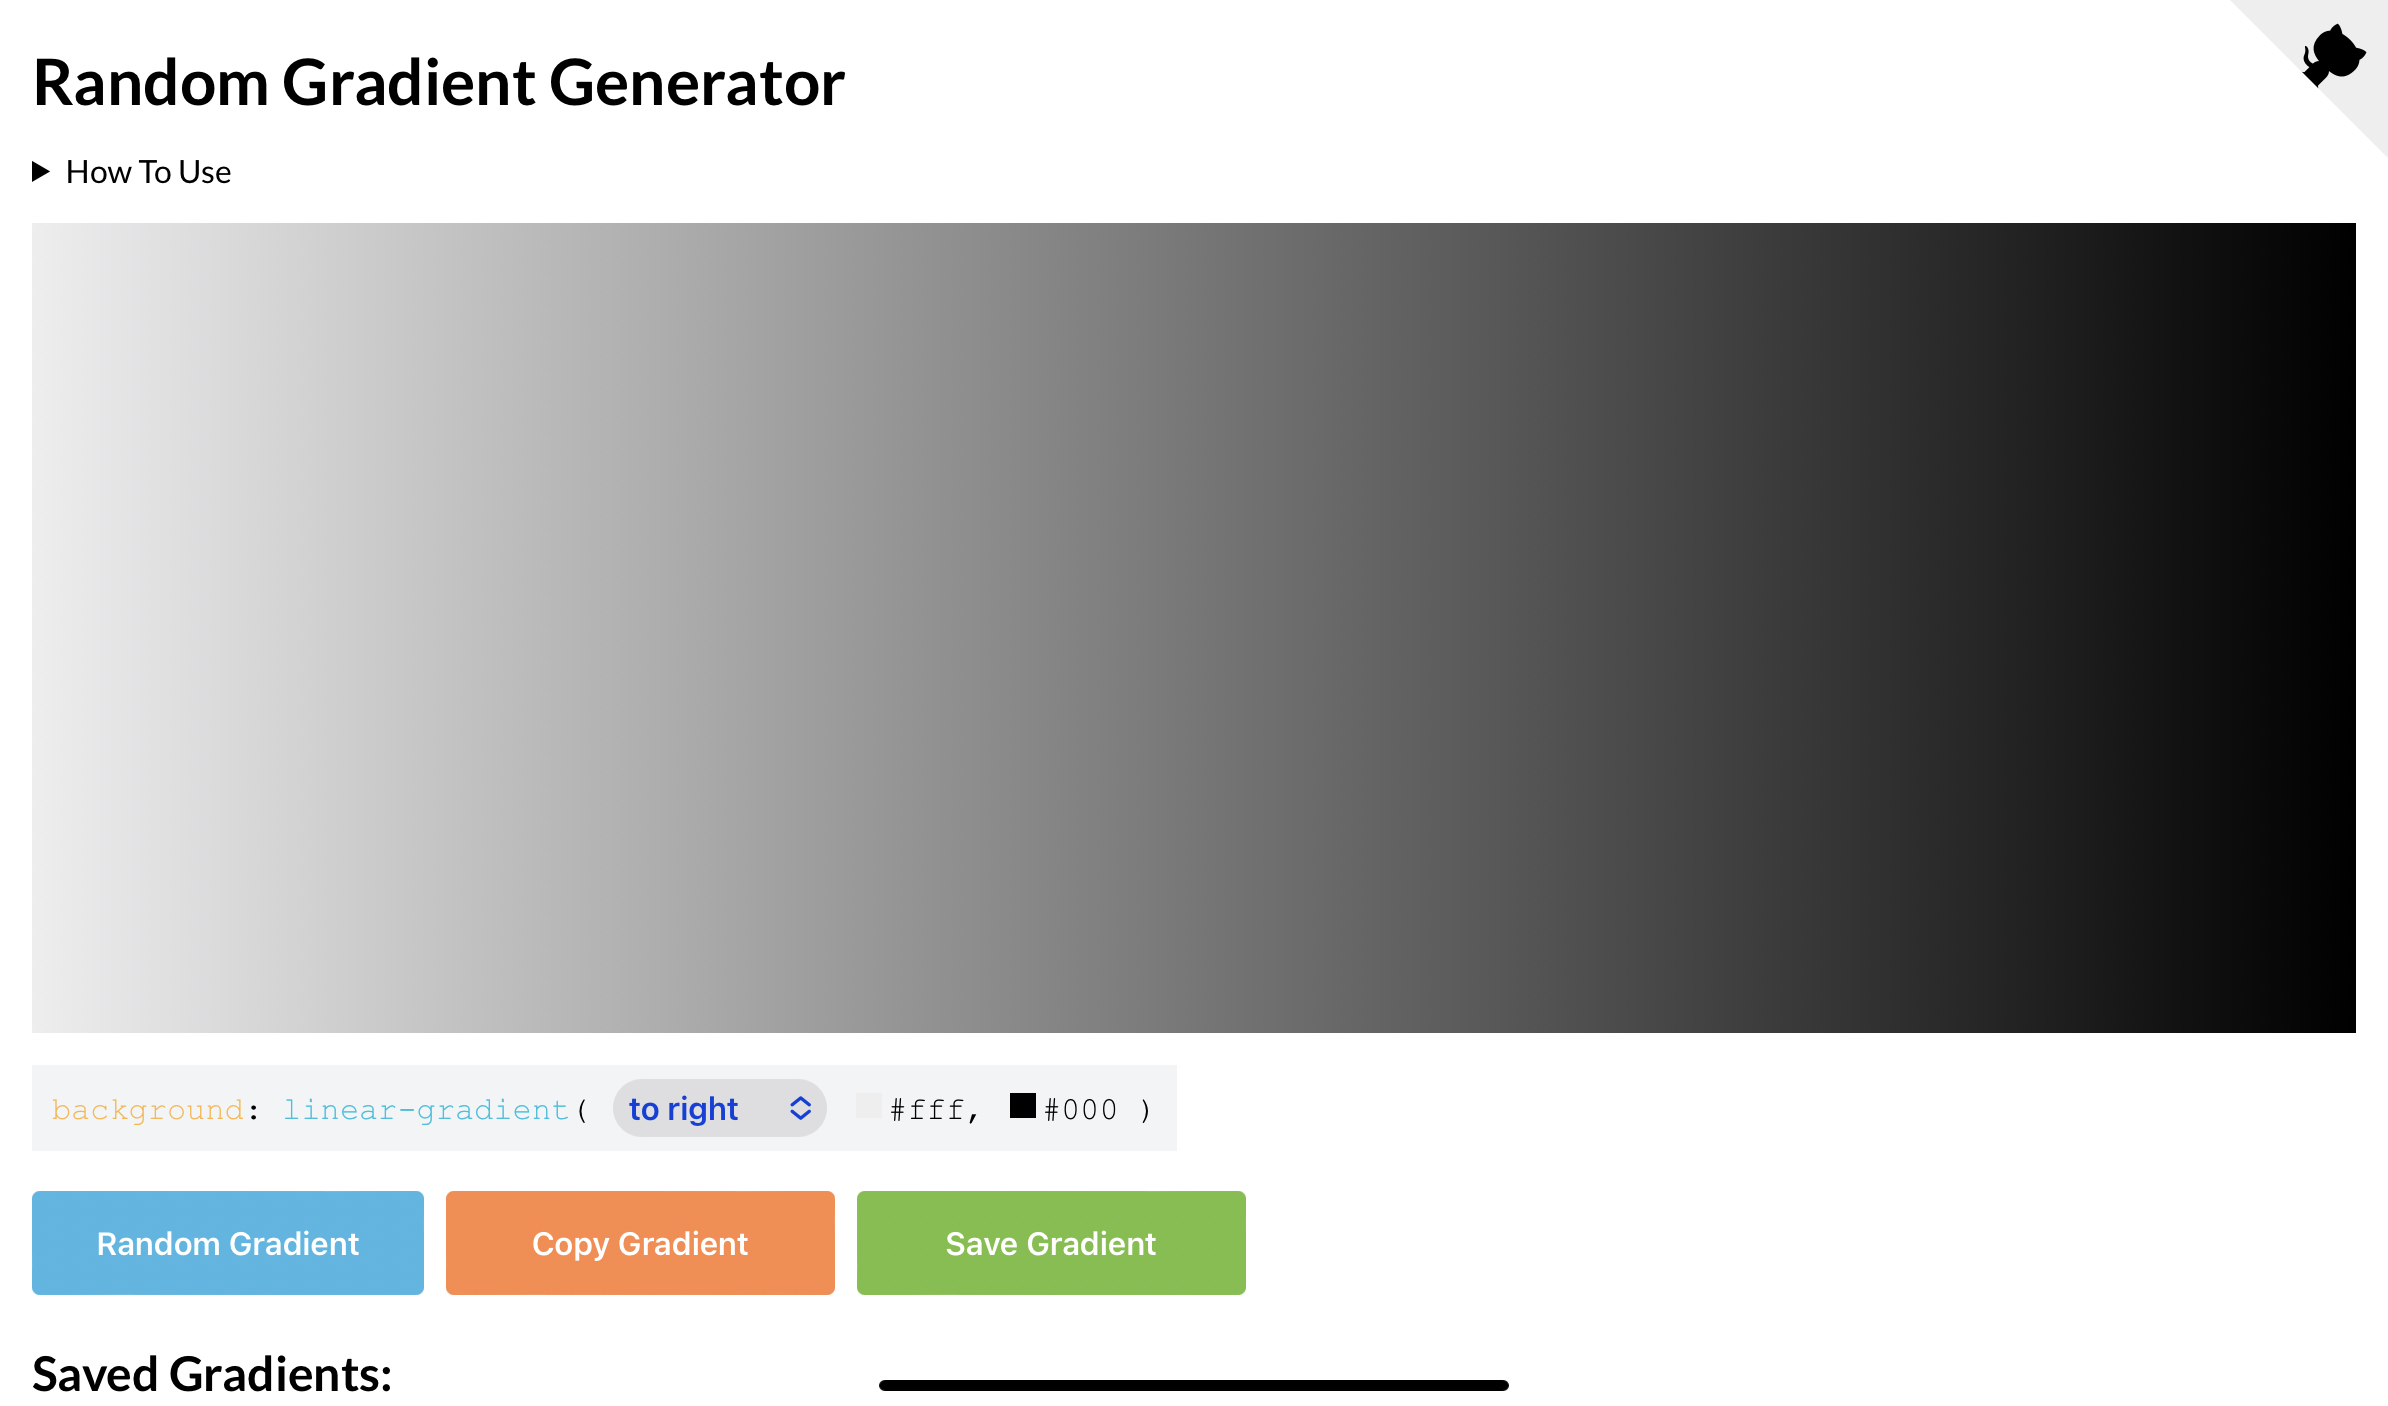 Random Gradient Generator
How To Use
background: linear-gradient( to right #fff, #000 )
Random Gradient Copy Gradient Save Gradient
Saved Gradients: